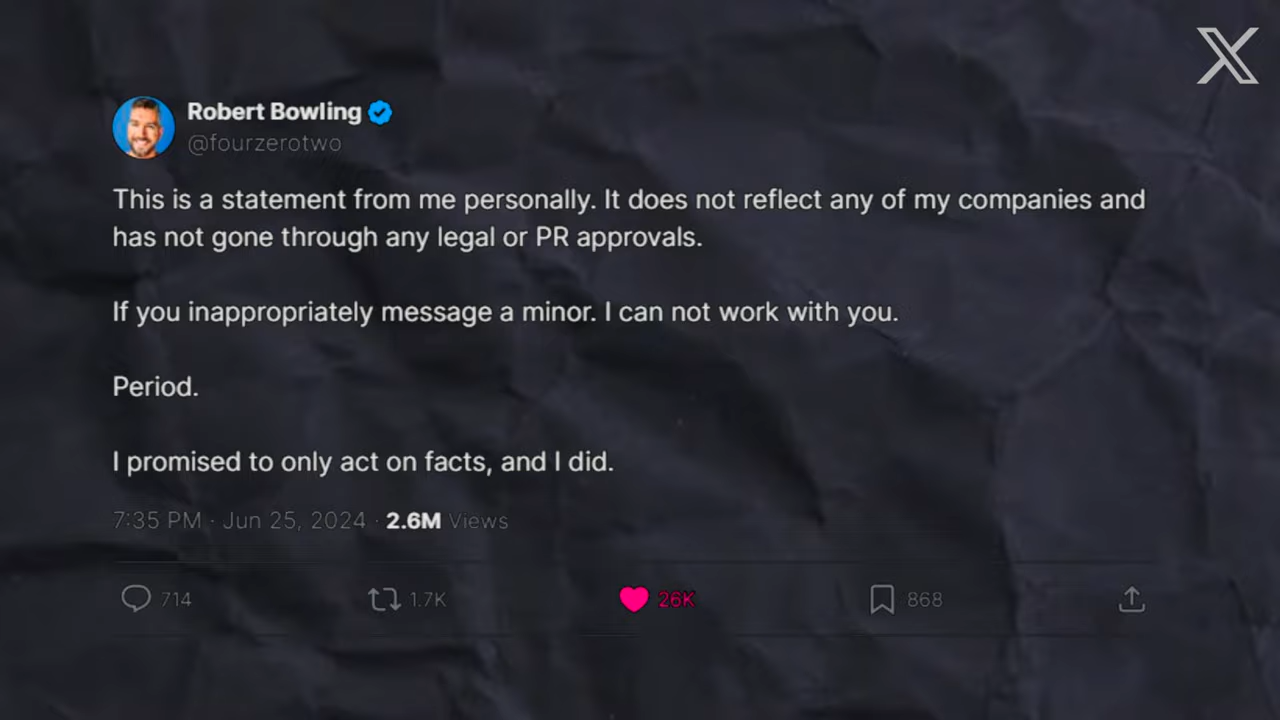 Robert Bowling
@fourzerotwo
This is a statement from me personally. It does not reflect any of my companies and
has not gone through any legal or PR approvals.
If you inappropriately message a minor. I can not work with you.
Period.
I promised to only act on facts, and I did.
7:35 PM · Jun 25, 2024 · 2.6M Views
714 1.7K 26K 868